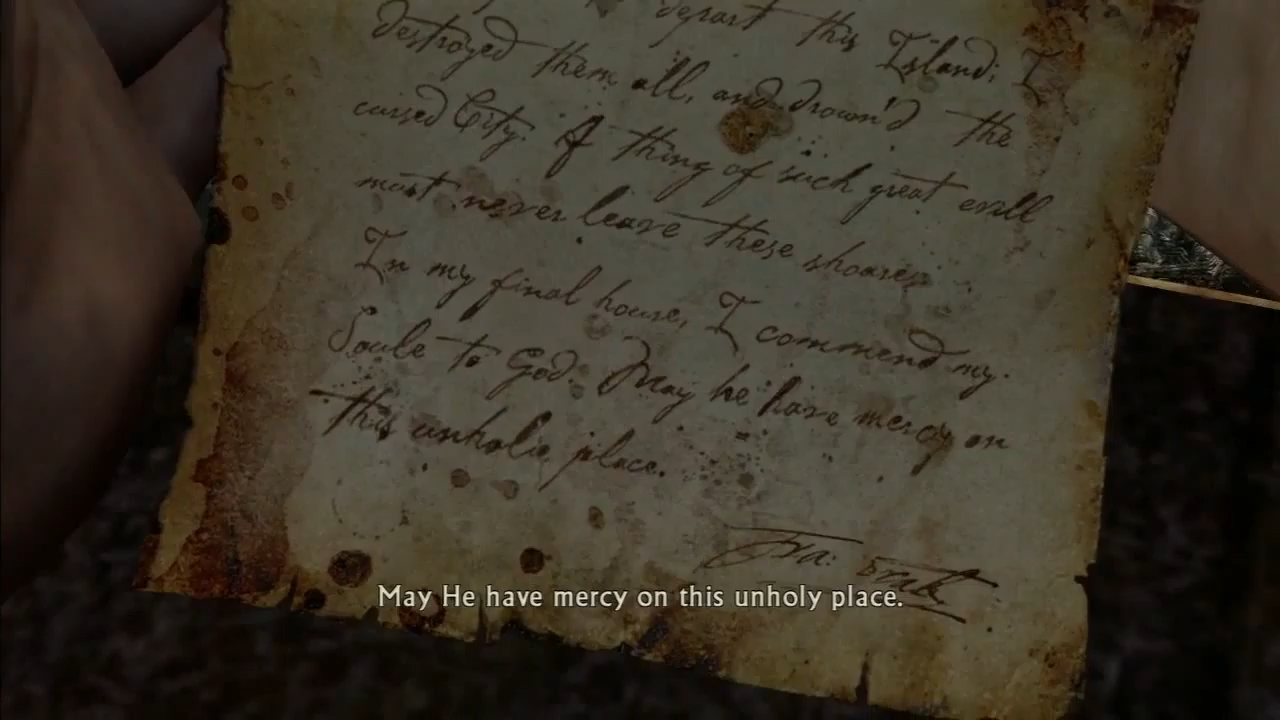 depart this Island; I
destroyed them all, and drown'd the
cursed City. A thing of such great evill
must never leave these shoares.
In my final houre, I commend my
Soule to God. May he have mercy on
this unholie place.
Fra: Drake
May He have mercy on this unholy place.